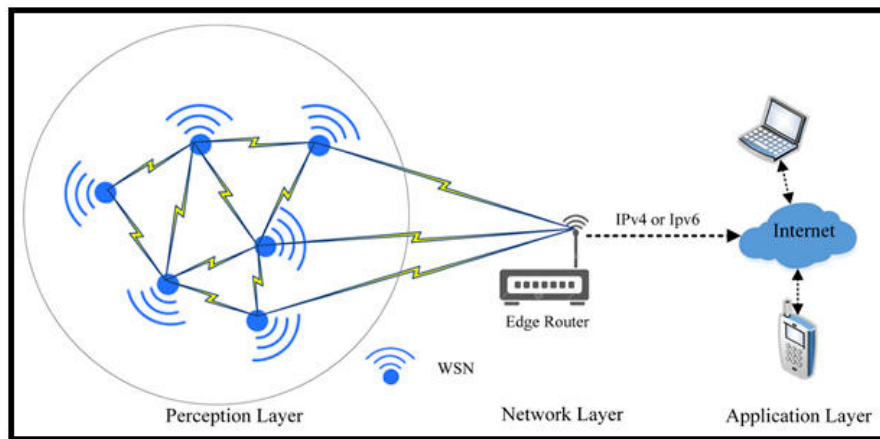 IPv4 or Ipv6
Internet
Edge Router
WSN
Perception Layer
Network Layer
Application Layer